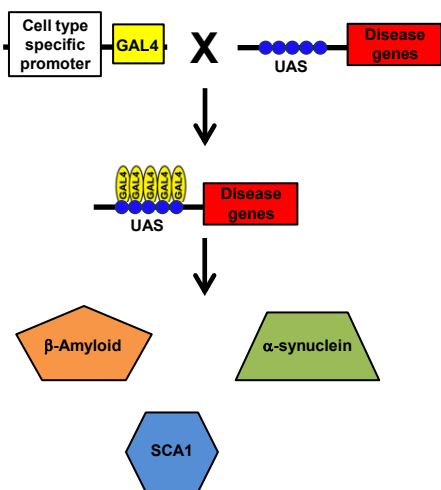 Cell type
specific
promoter
GAL4
X
UAS
Disease
genes
GAL4 GAL4 GAL4 GAL4 GAL4
UAS
Disease
genes
β-Amyloid
α-synuclein
SCA1